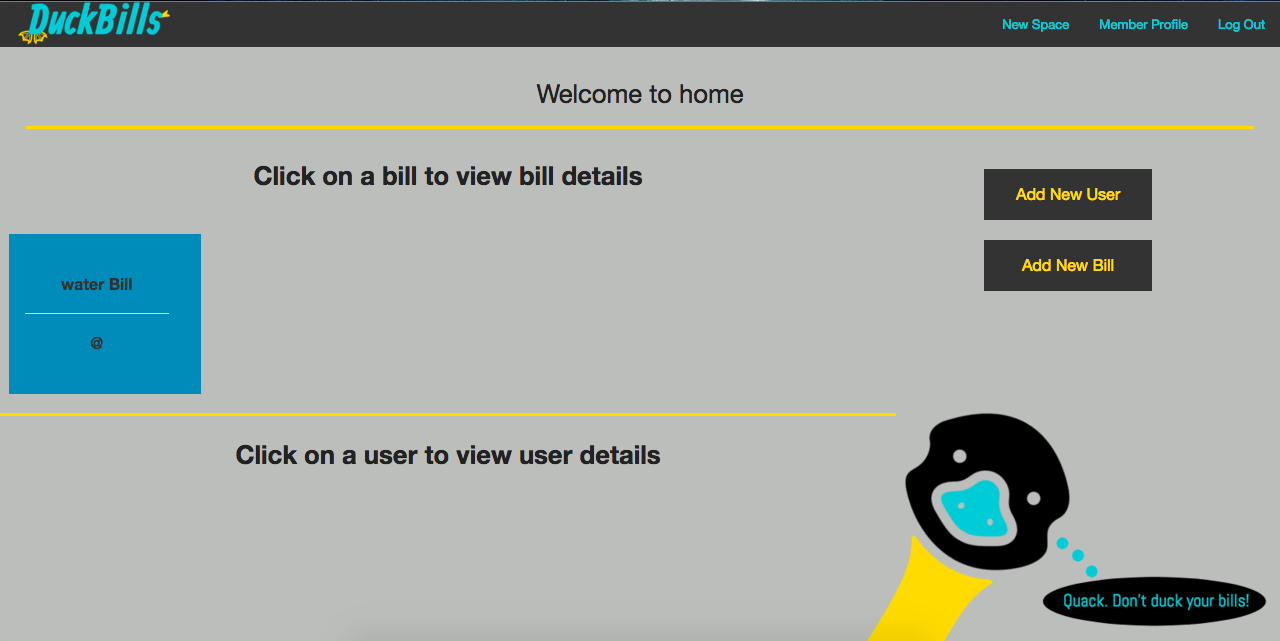 DuckBills
New Space Member Profile Log Out
Welcome to home
Click on a bill to view bill details
Add New User
Add New Bill
water Bill
@
Click on a user to view user details
Quack. Don't duck your bills!